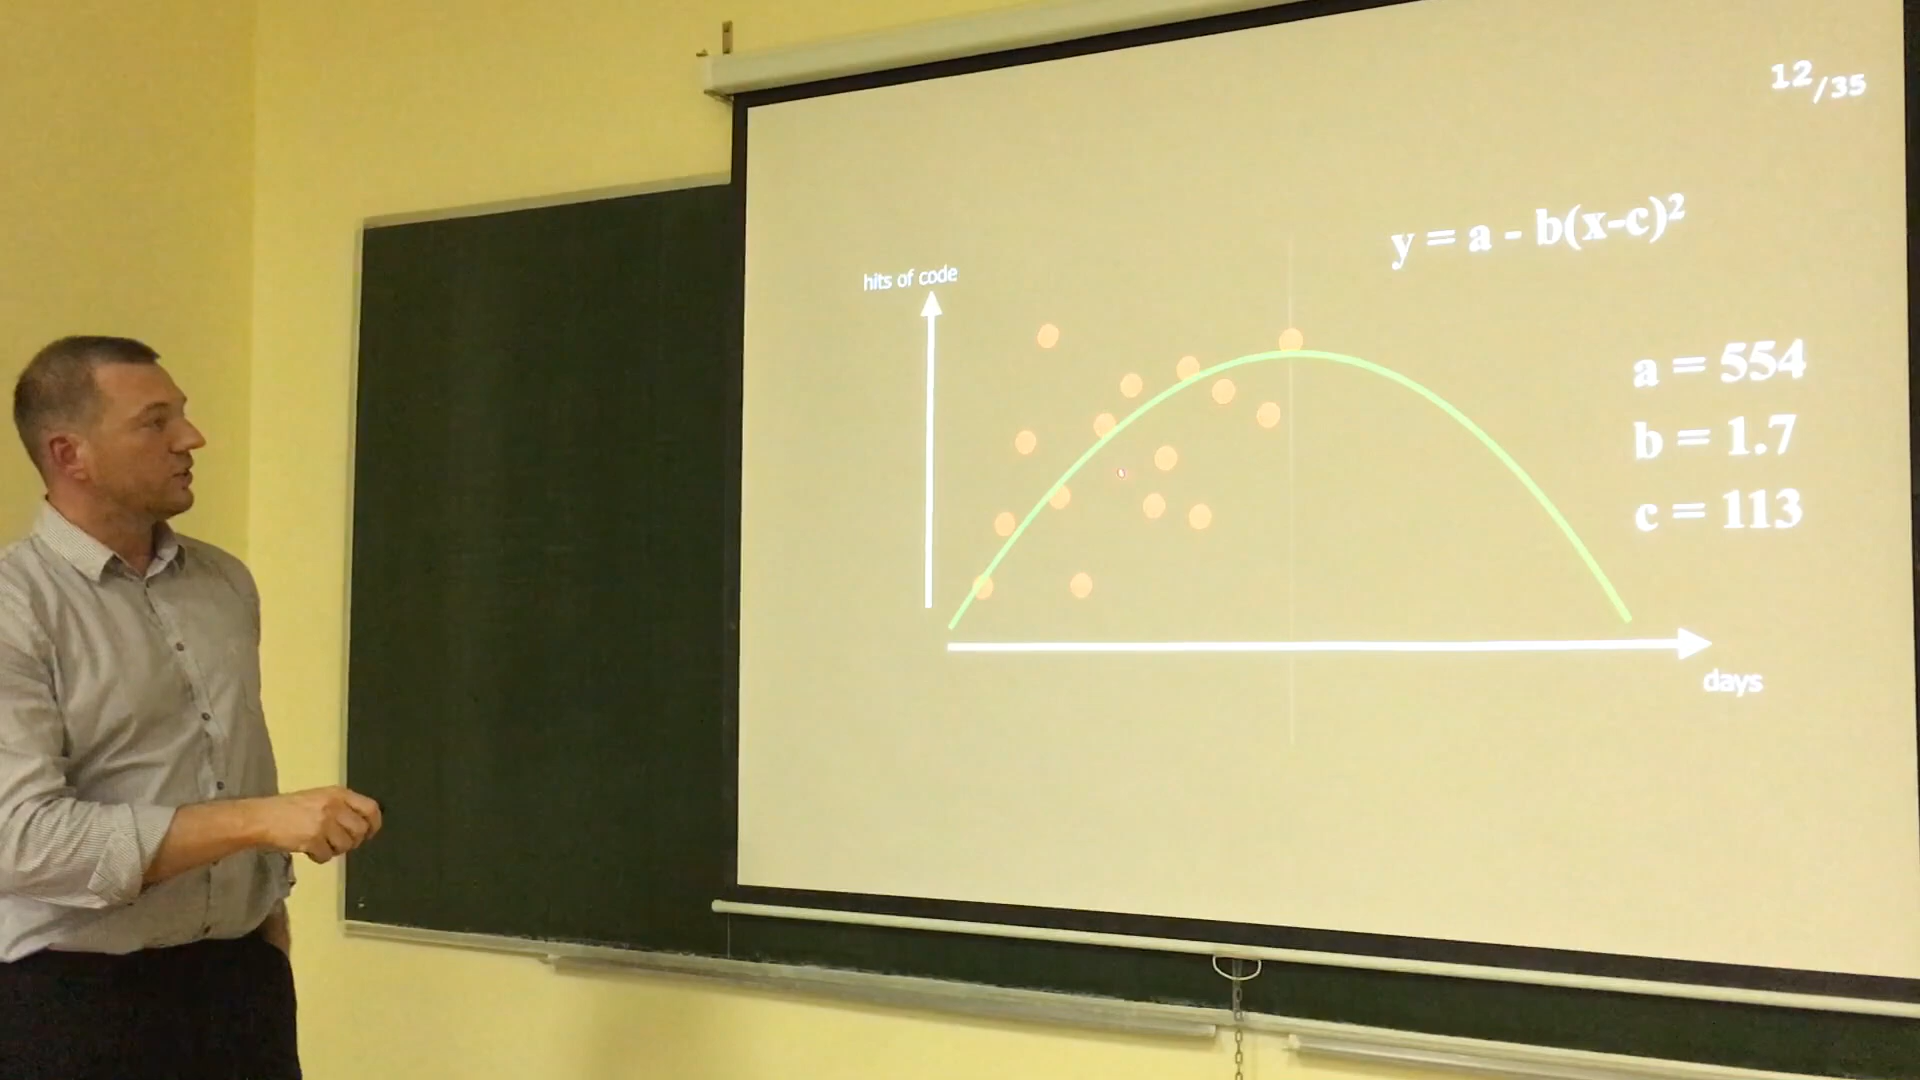 12/35
y = a - b(x-c)²
hits of code
a = 554
b = 1.7
c = 113
days